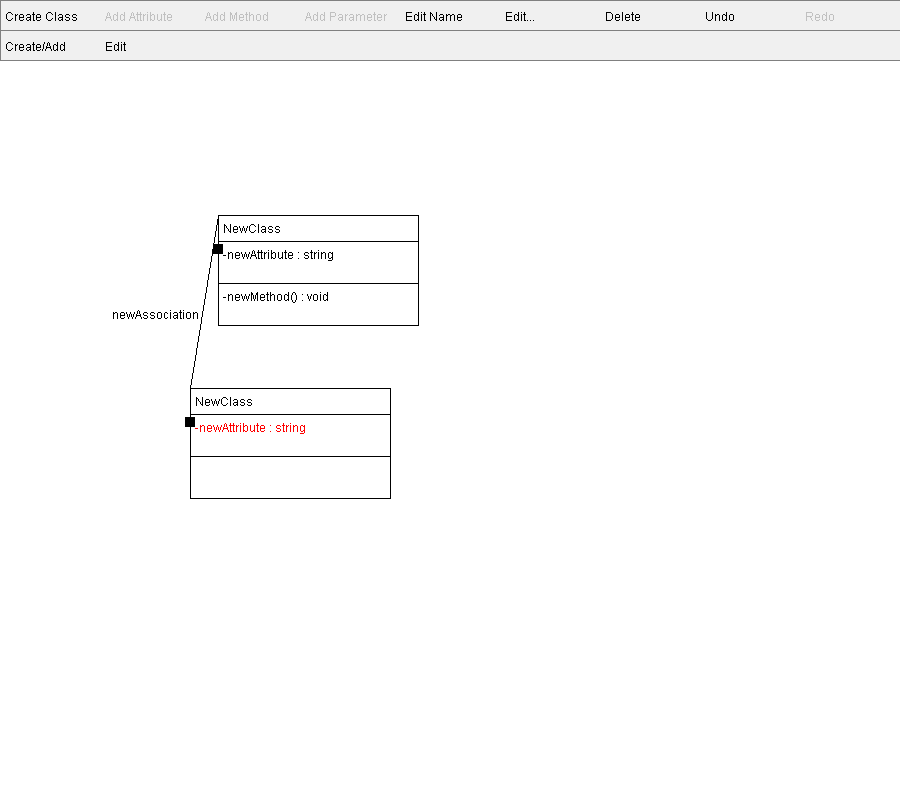 Create Class Add Attribute Add Method Add Parameter Edit Name Edit... Delete Undo Redo
Create/Add Edit
NewClass
-newAttribute : string
-newMethod() : void
newAssociation
NewClass
-newAttribute : string